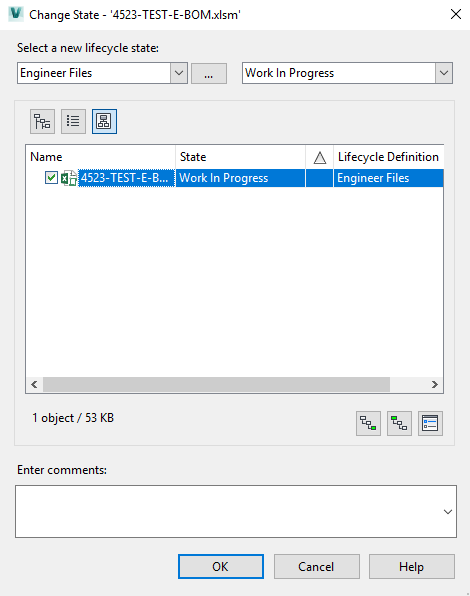 Change State - '4523-TEST-E-BOM.xlsm'
Select a new lifecycle state:
Engineer Files ... Work In Progress
Name State Lifecycle Definition
4523-TEST-E-B... Work In Progress Engineer Files
1 object / 53 KB
Enter comments:
OK Cancel Help